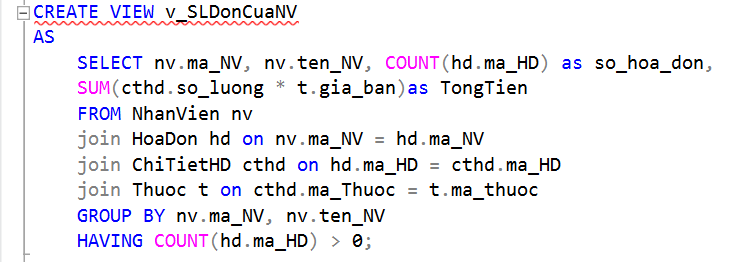 CREATE VIEW v_SLDonCuaNV
AS
SELECT nv.ma_NV, nv.ten_NV, COUNT(hd.ma_HD) as so_hoa_don,
SUM(cthd.so_luong * t.gia_ban)as TongTien
FROM NhanVien nv
join HoaDon hd on nv.ma_NV = hd.ma_NV
join ChiTietHD cthd on hd.ma_HD = cthd.ma_HD
join Thuoc t on cthd.ma_Thuoc = t.ma_thuoc
GROUP BY nv.ma_NV, nv.ten_NV
HAVING COUNT(hd.ma_HD) > 0;